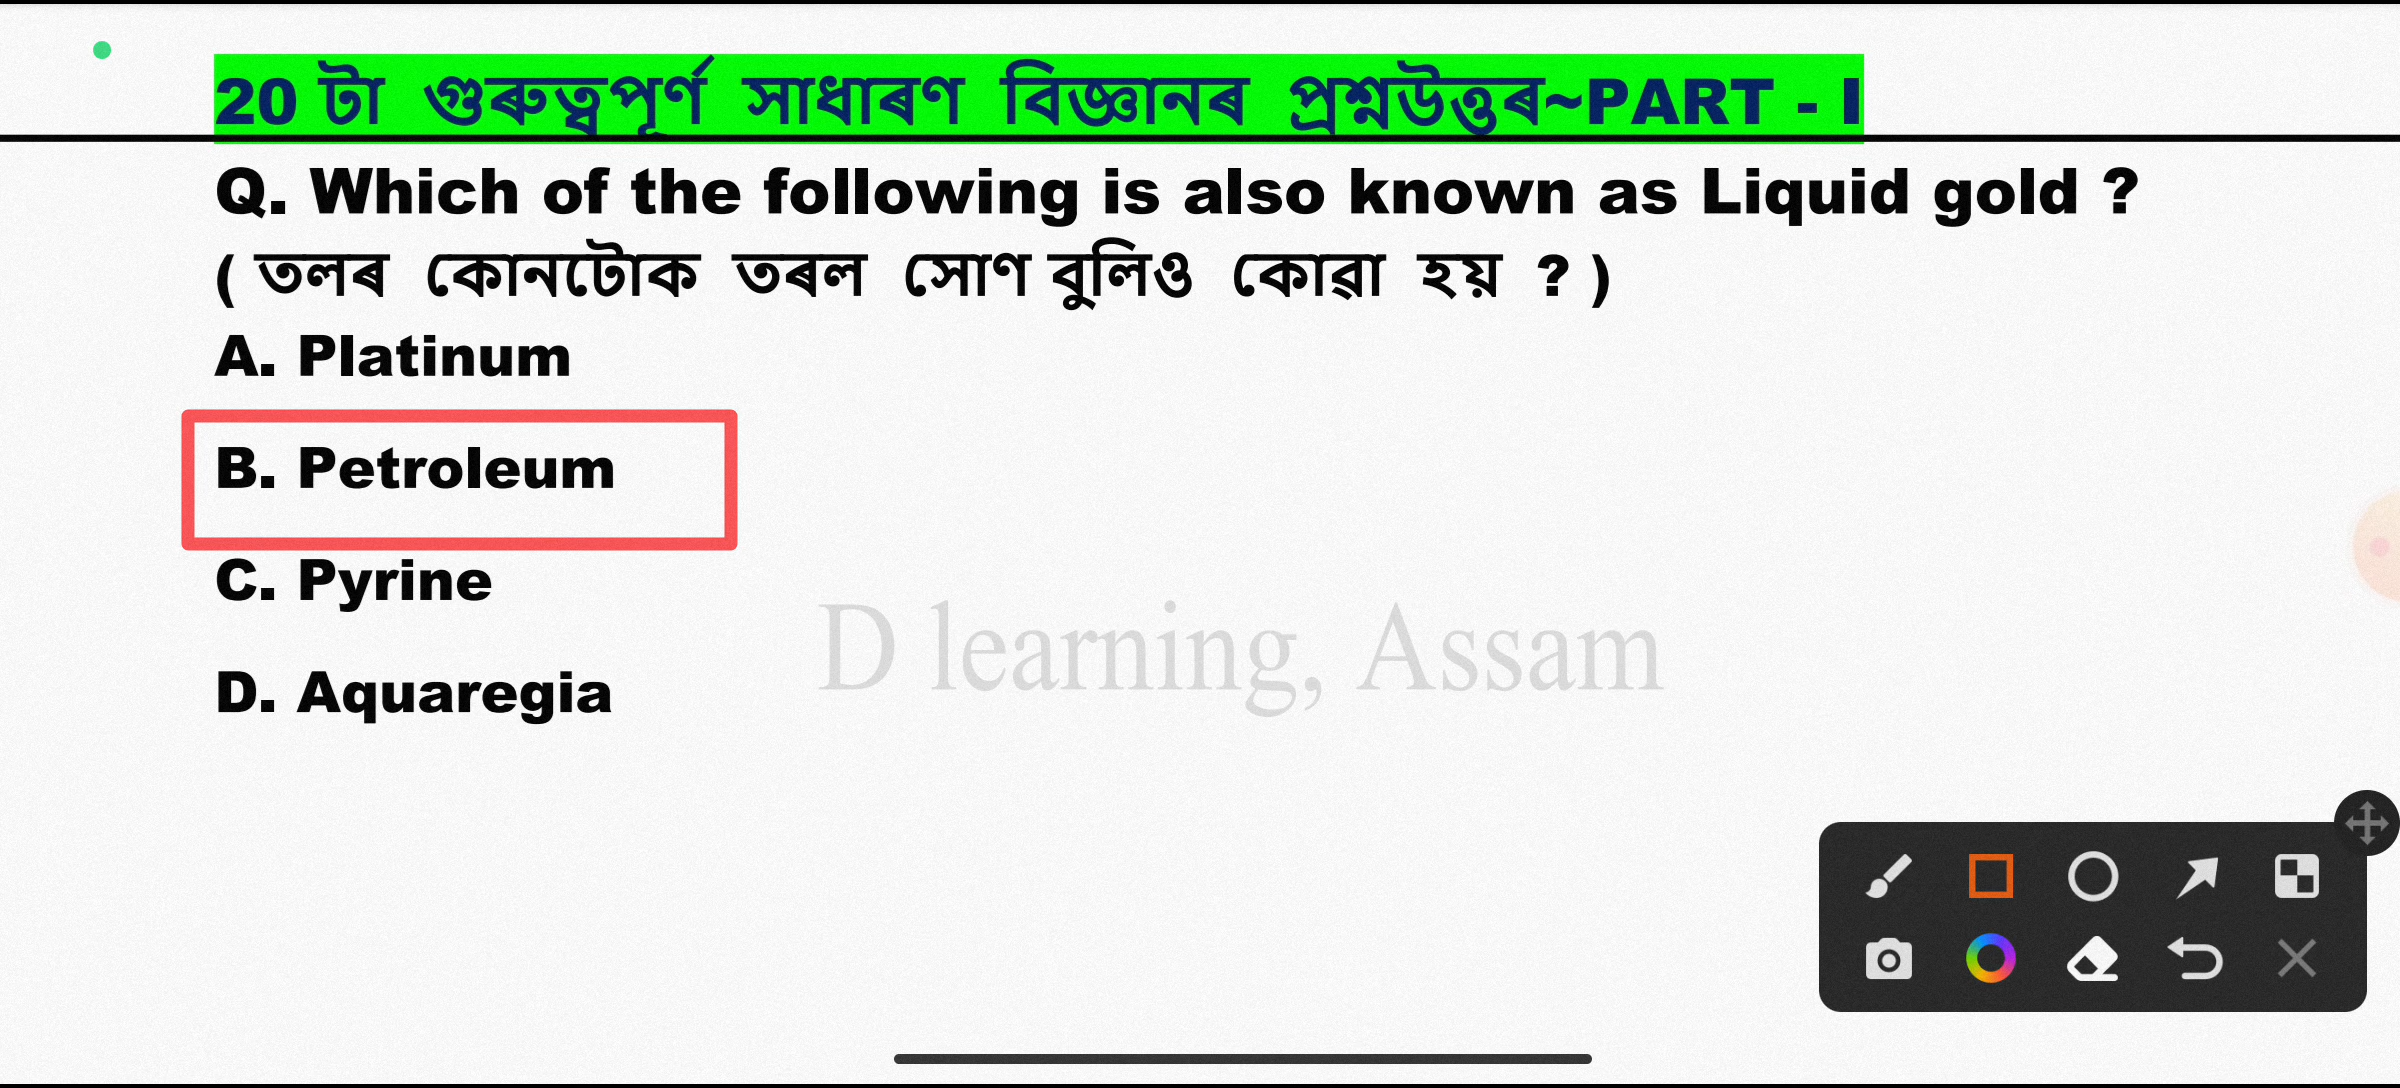 20 টা গুৰুত্বপূৰ্ণ সাধাৰণ বিজ্ঞানৰ প্ৰশ্নউত্তৰ~PART - I
Q. Which of the following is also known as Liquid gold ?
( তলৰ কোনটোক তৰল সোণ বুলিও কোৱা হয় ? )
A. Platinum
B. Petroleum
C. Pyrine
D. Aquaregia
D learning, Assam